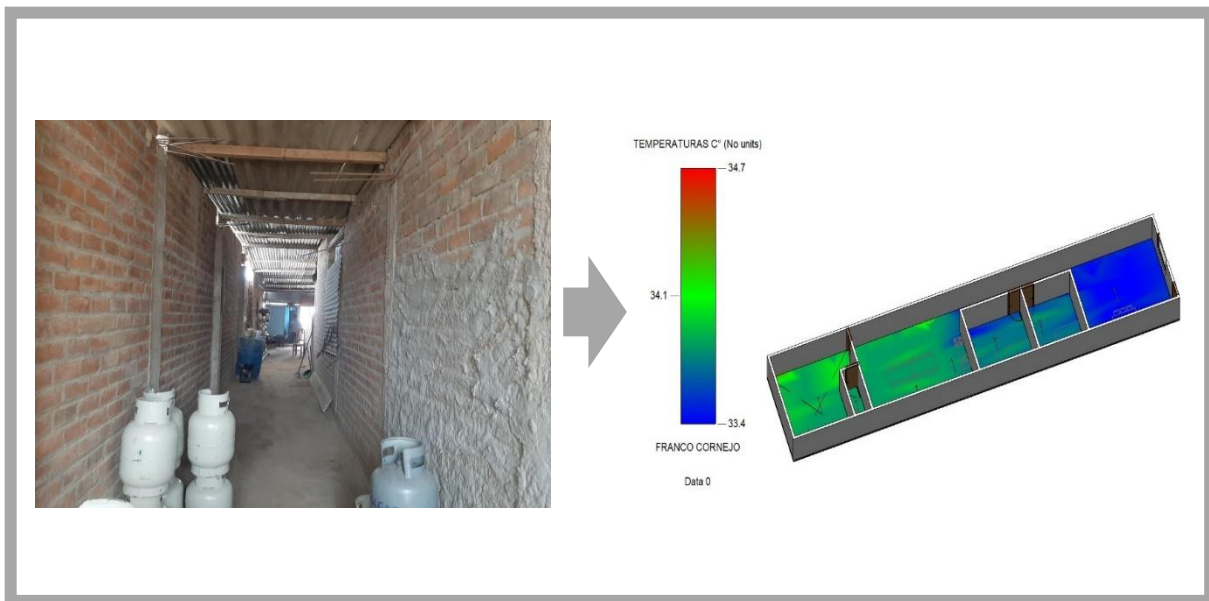 TEMPERATURAS C° (No units)
34.7
34.1
33.4
FRANCO CORNEJO
Data 0